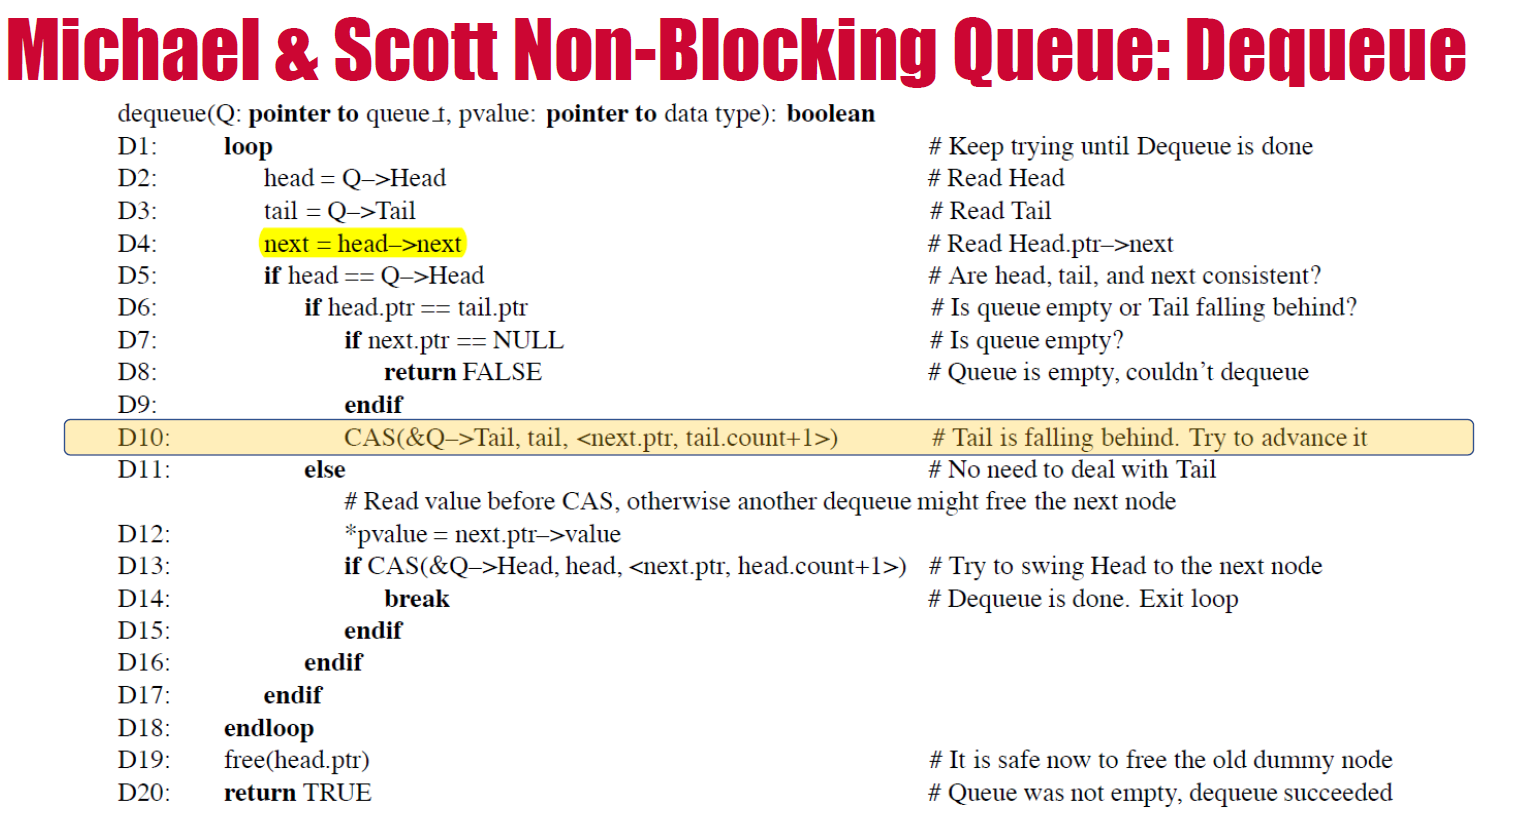 Michael & Scott Non-Blocking Queue: Dequeue
dequeue(Q: pointer to queue_t, pvalue: pointer to data type): boolean
D1: loop # Keep trying until Dequeue is done
D2: head = Q–>Head # Read Head
D3: tail = Q–>Tail # Read Tail
D4: next = head–>next # Read Head.ptr–>next
D5: if head == Q–>Head # Are head, tail, and next consistent?
D6: if head.ptr == tail.ptr # Is queue empty or Tail falling behind?
D7: if next.ptr == NULL # Is queue empty?
D8: return FALSE # Queue is empty, couldn’t dequeue
D9: endif
D10: CAS(&Q–>Tail, tail, <next.ptr, tail.count+1>) # Tail is falling behind. Try to advance it
D11: else # No need to deal with Tail
# Read value before CAS, otherwise another dequeue might free the next node
D12: *pvalue = next.ptr–>value
D13: if CAS(&Q–>Head, head, <next.ptr, head.count+1>) # Try to swing Head to the next node
D14: break # Dequeue is done. Exit loop
D15: endif
D16: endif
D17: endif
D18: endloop
D19: free(head.ptr) # It is safe now to free the old dummy node
D20: return TRUE # Queue was not empty, dequeue succeeded